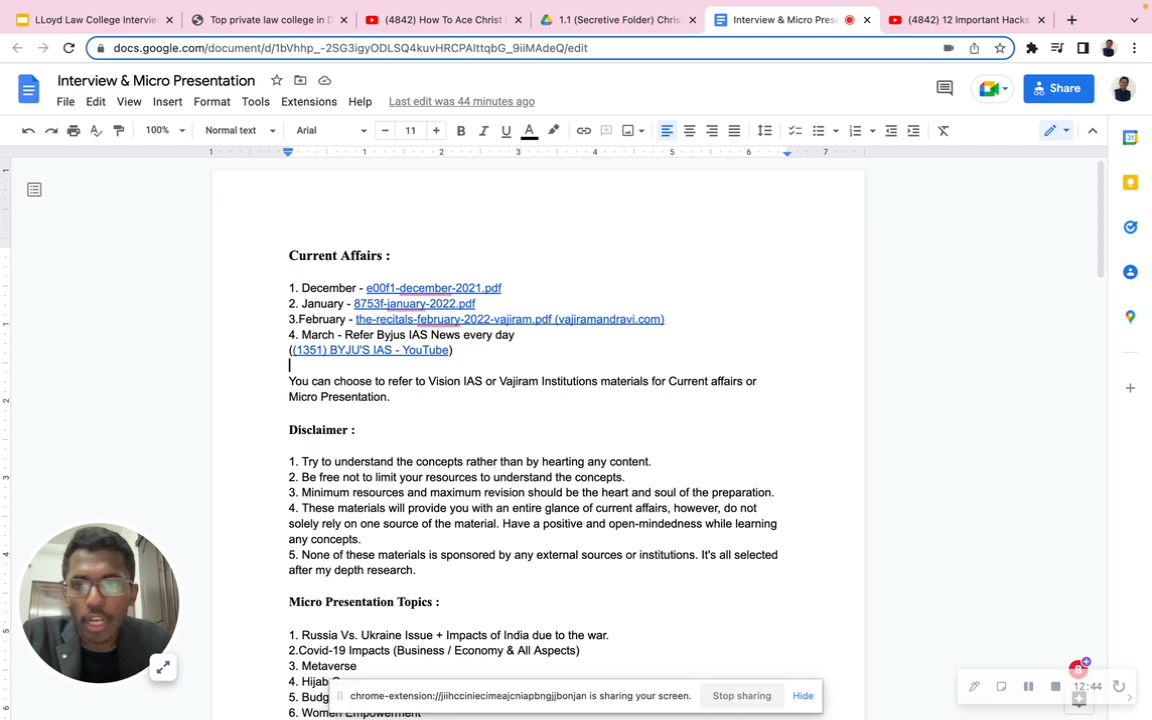 LLoyd Law College Interview
Top private law college in D
(4842) How To Ace Christ
1.1 (Secretive Folder) Chris
Interview & Micro Pres
(4842) 12 Important Hacks
docs.google.com/document/d/1bVhhp_-2SG3igyODLSQ4kuvHRCPAIttqbG_9iiMAdeQ/edit
Interview & Micro Presentation
File Edit View Insert Format Tools Extensions Help Last edit was 44 minutes ago
Share
100% Normal text Arial 11 B I U A
1 1 2 3 4 5 6 7
Current Affairs :
1. December - e00f1-december-2021.pdf
2. January - 8753f-january-2022.pdf
3.February - the-recitals-february-2022-vajiram.pdf (vajiramandravi.com)
4. March - Refer Byjus IAS News every day
((1351) BYJU'S IAS - YouTube)
You can choose to refer to Vision IAS or Vajiram Institutions materials for Current affairs or
Micro Presentation.
Disclaimer :
1. Try to understand the concepts rather than by hearting any content.
2. Be free not to limit your resources to understand the concepts.
3. Minimum resources and maximum revision should be the heart and soul of the preparation.
4. These materials will provide you with an entire glance of current affairs, however, do not
solely rely on one source of the material. Have a positive and open-mindedness while learning
any concepts.
5. None of these materials is sponsored by any external sources or institutions. It's all selected
after my depth research.
Micro Presentation Topics :
1. Russia Vs. Ukraine Issue + Impacts of India due to the war.
2.Covid-19 Impacts (Business / Economy & All Aspects)
3. Metaverse
4. Hijab
5. Budg
6. Women Empowerment
chrome-extension://jiihcciniecimeajcniapbngjjbonjan is sharing your screen.
Stop sharing
Hide
8
12:44